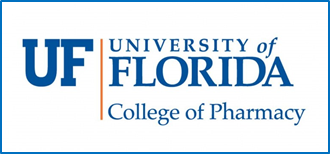 UF
UNIVERSITY of
FLORIDA
College of Pharmacy